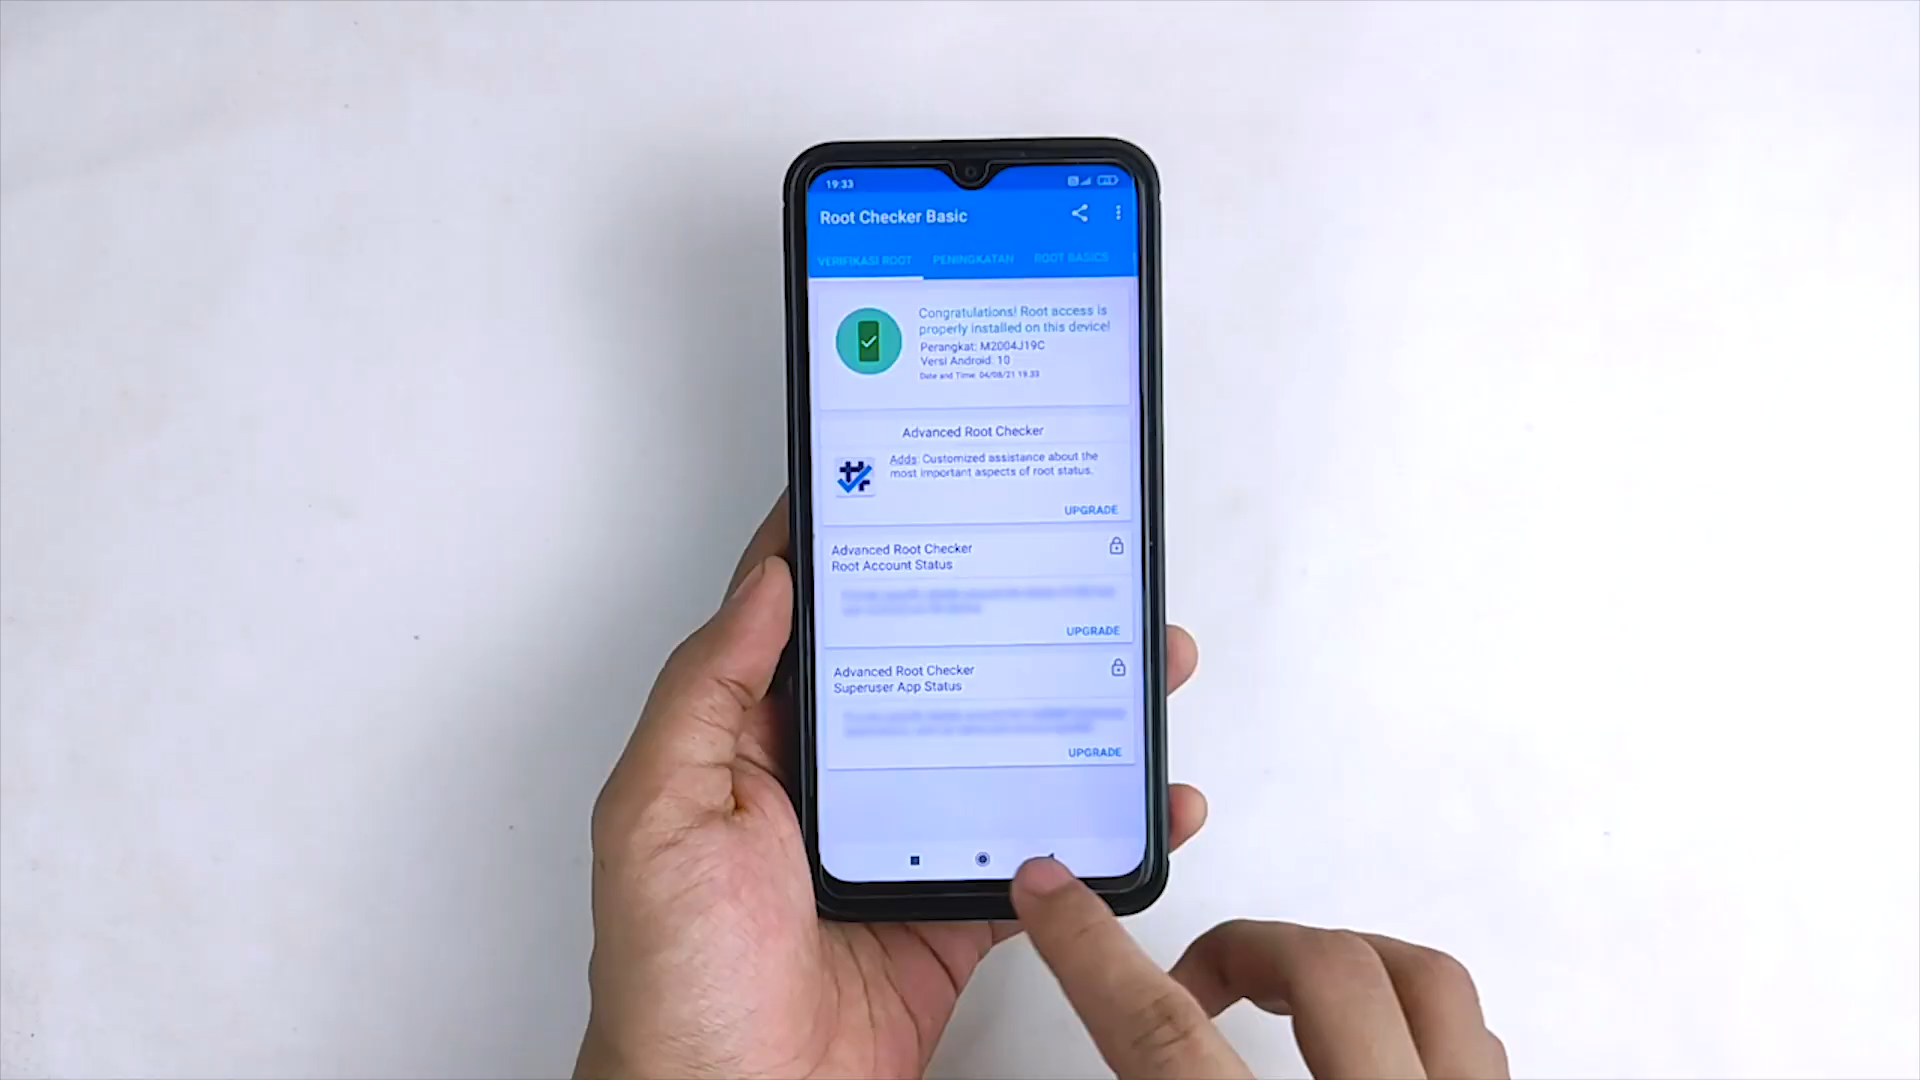 19:33
Root Checker Basic
VERIFIKASI ROOT
PENINGKATAN
ROOT BASICS
Congratulations! Root access is
properly installed on this device!
Perangkat: M2004J19C
Versi Android: 10
Date and Time: 04/08/21 19.33
Advanced Root Checker
Adds: Customized assistance about the
most important aspects of root status.
UPGRADE
Advanced Root Checker
Root Account Status
UPGRADE
Advanced Root Checker
Superuser App Status
UPGRADE